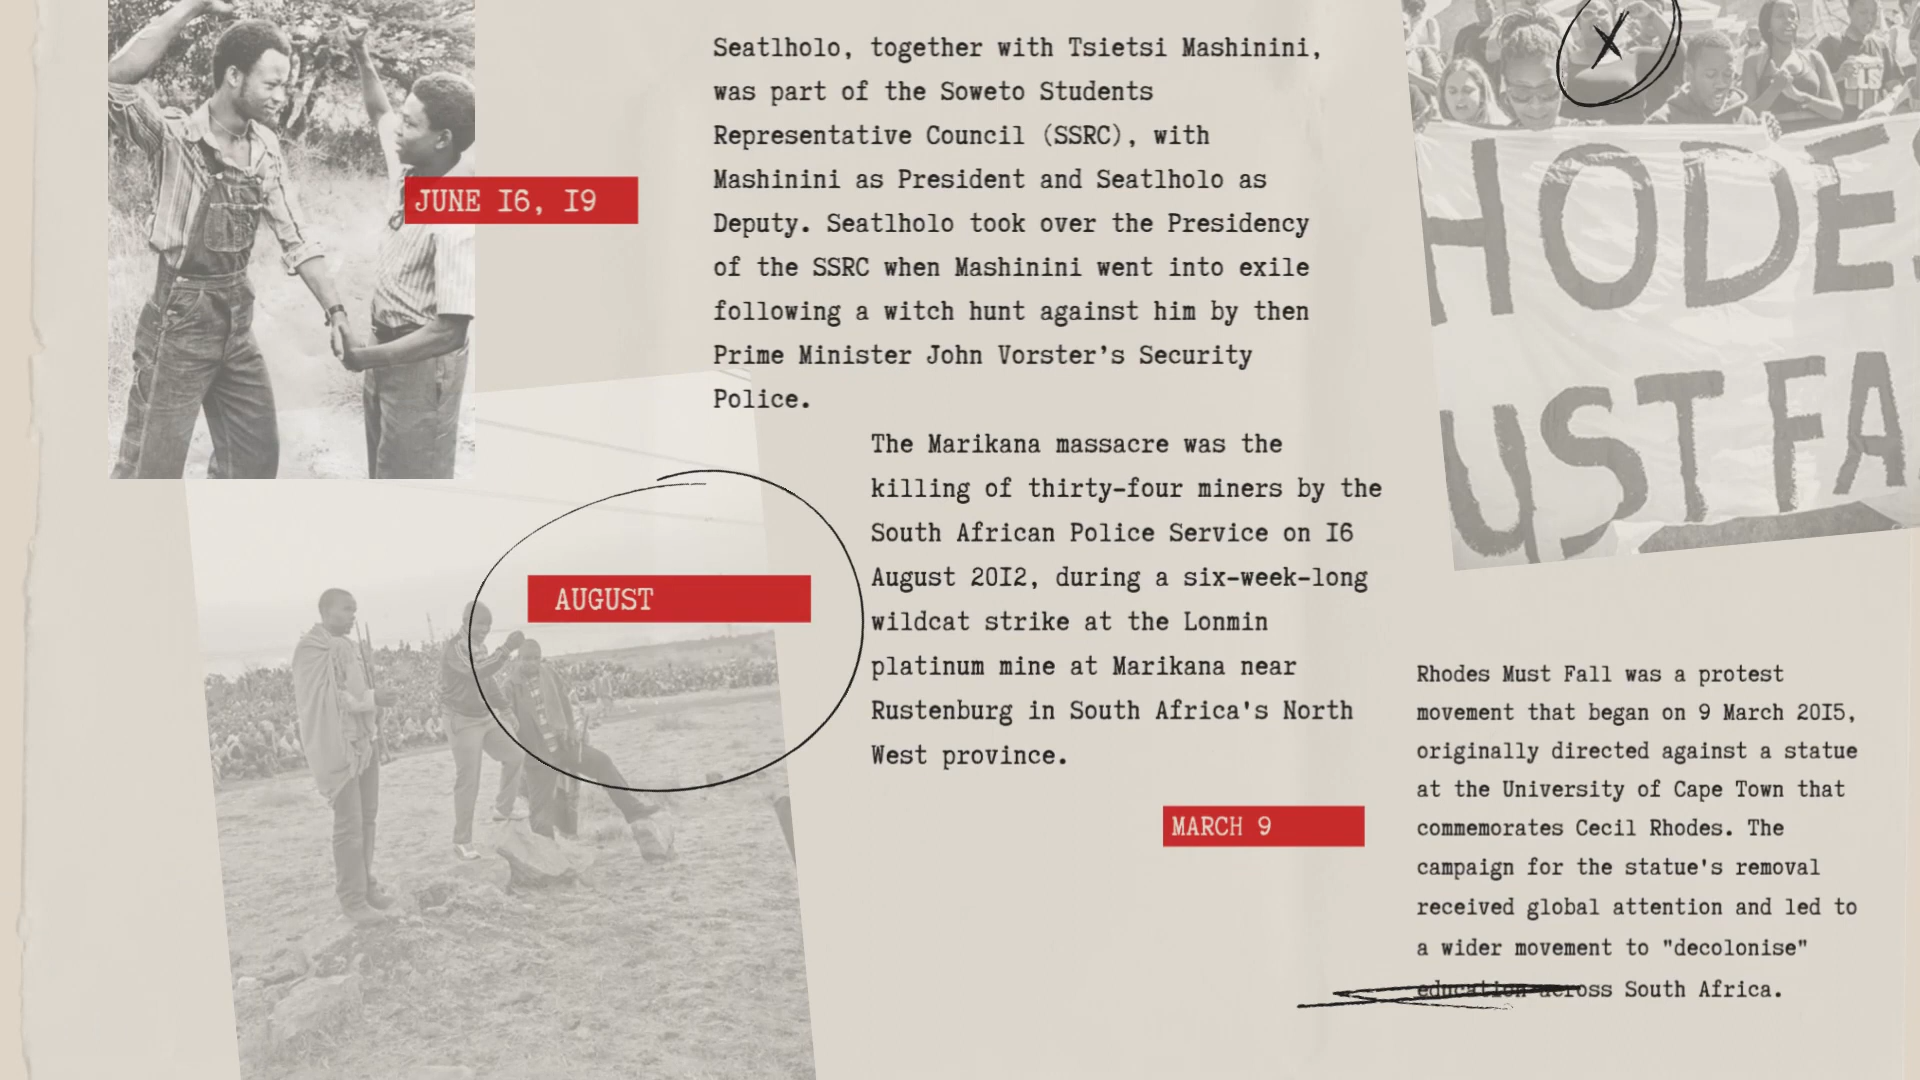 JUNE 16, 19
Seatlholo, together with Tsietsi Mashinini,
was part of the Soweto Students
Representative Council (SSRC), with
Mashinini as President and Seatlholo as
Deputy. Seatlholo took over the Presidency
of the SSRC when Mashinini went into exile
following a witch hunt against him by then
Prime Minister John Vorster’s Security
Police.
HODES
UST FA
AUGUST
The Marikana massacre was the
killing of thirty-four miners by the
South African Police Service on 16
August 2012, during a six-week-long
wildcat strike at the Lonmin
platinum mine at Marikana near
Rustenburg in South Africa's North
West province.
MARCH 9
Rhodes Must Fall was a protest
movement that began on 9 March 2015,
originally directed against a statue
at the University of Cape Town that
commemorates Cecil Rhodes. The
campaign for the statue's removal
received global attention and led to
a wider movement to "decolonise"
education across South Africa.